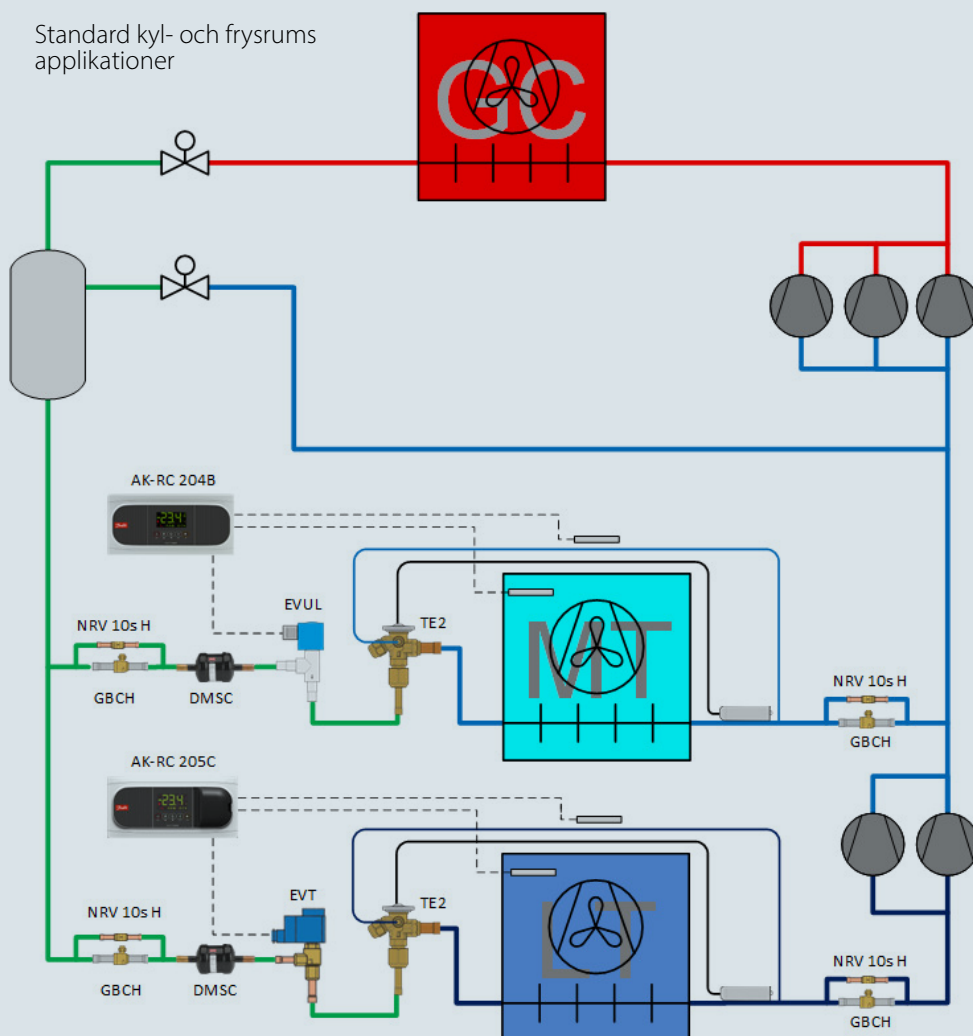 Standard kyl- och frysrums
applikationer
GC
AK-RC 204B
-23.4
EVUL
TE2
MT
NRV 10s H
GBCH
DMSC
NRV 10s H
GBCH
AK-RC 205C
-23.4
EVT
TE2
LT
NRV 10s H
GBCH
DMSC
NRV 10s H
GBCH